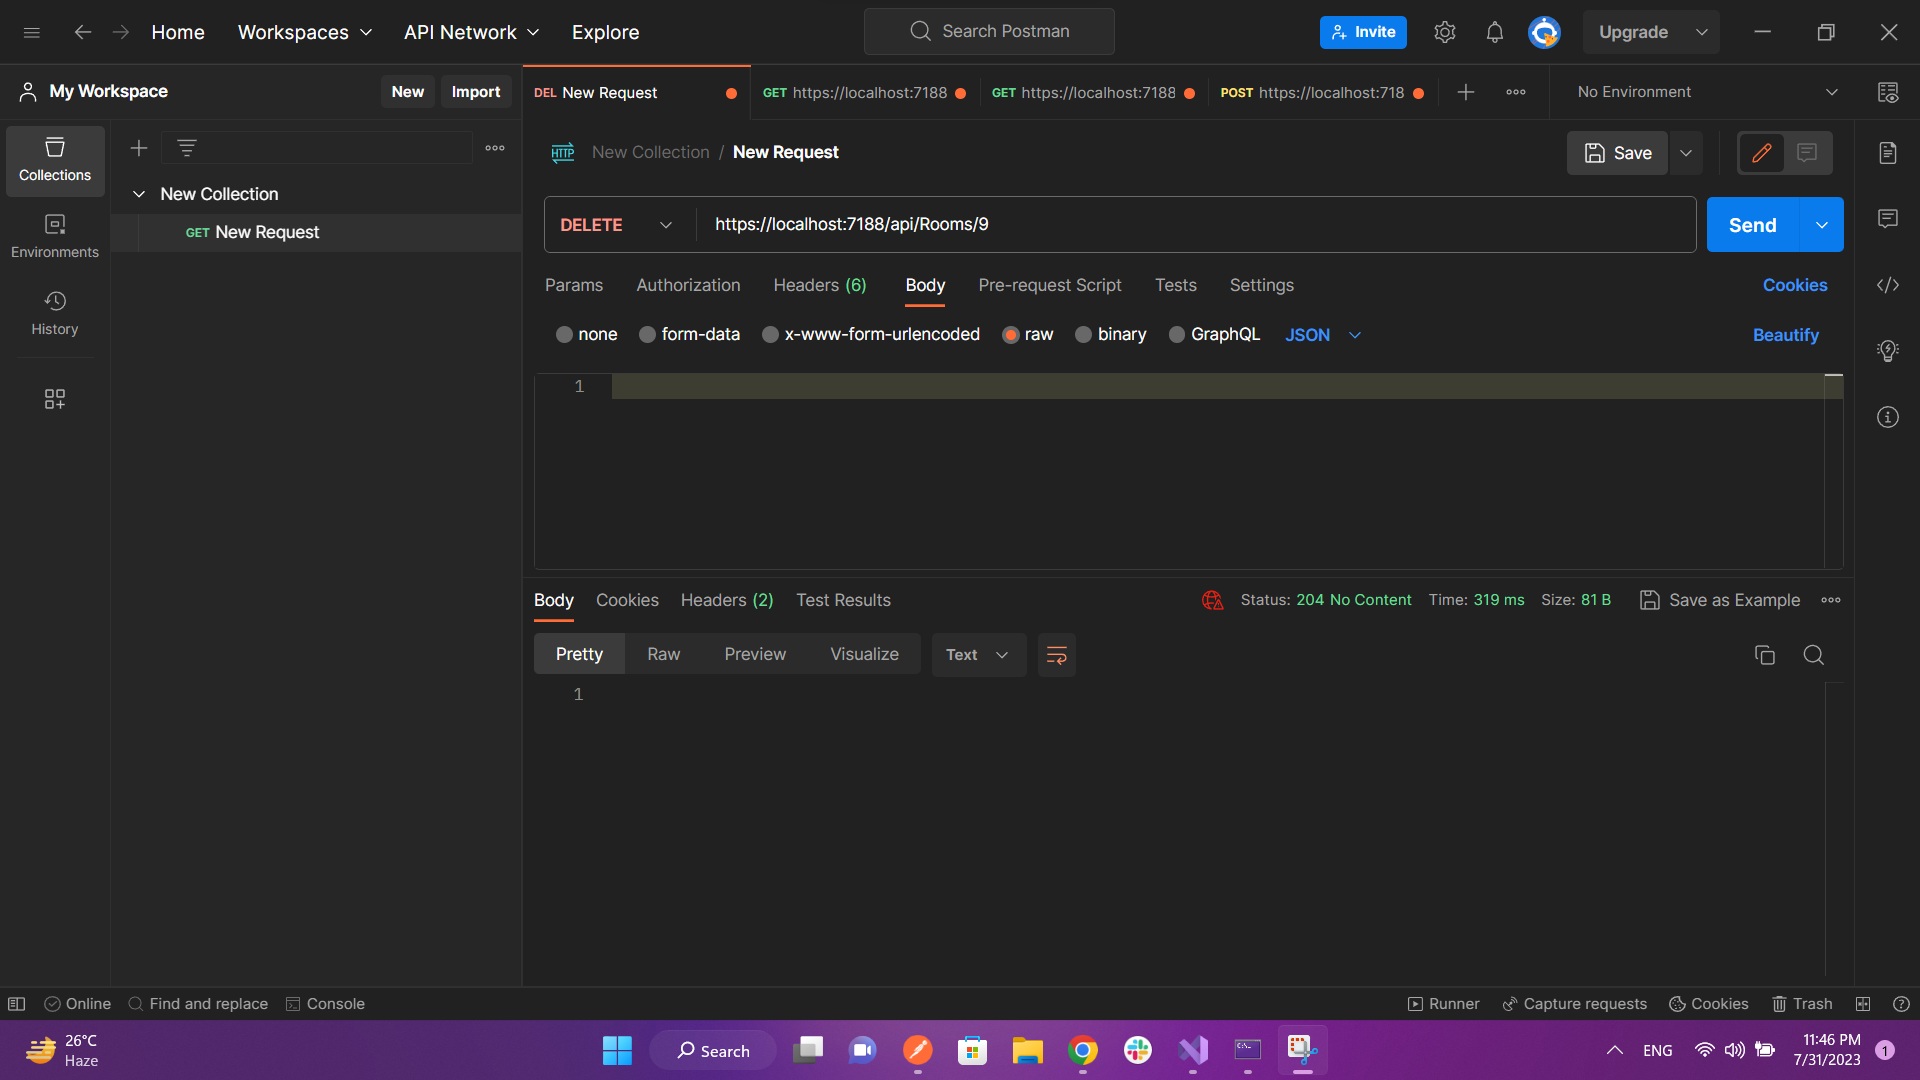 Home Workspaces API Network Explore Search Postman Invite Upgrade
My Workspace New Import
DEL New Request GET https://localhost:7188 GET https://localhost:7188 POST https://localhost:718 No Environment
Collections
Environments
History
New Collection
GET New Request
HTTP New Collection / New Request Save
DELETE https://localhost:7188/api/Rooms/9 Send
Params Authorization Headers (6) Body Pre-request Script Tests Settings Cookies
none form-data x-www-form-urlencoded raw binary GraphQL JSON Beautify
1
Body Cookies Headers (2) Test Results Status: 204 No Content Time: 319 ms Size: 81 B Save as Example
Pretty Raw Preview Visualize Text
1
Online Find and replace Console Runner Capture requests Cookies Trash
26°C
Haze
Search
ENG
11:46 PM
7/31/2023
1